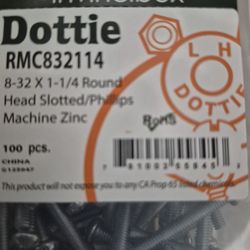 Dottie
RMC832114
8-32 X 1-1/4 Round
Head Slotted/Phillips
Machine Zinc
L H
DOTTIE
RoHS
100 pcs.
CHINA
This product will not expose you to any CA Prop-65 listed chemicals.